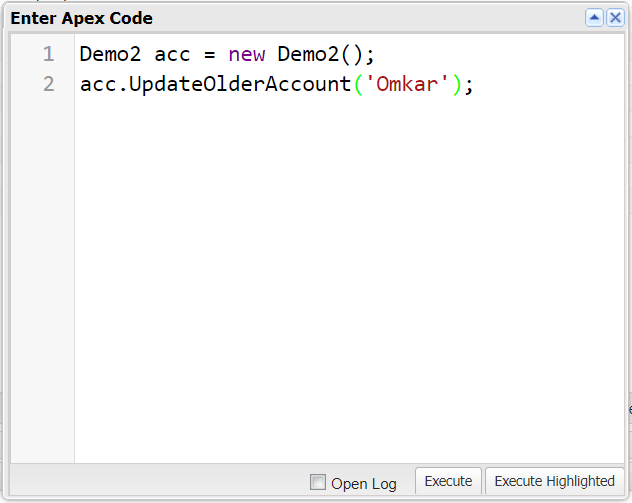 Enter Apex Code
1 Demo2 acc = new Demo2();
2 acc.UpdateOlderAccount('Omkar');
Open Log Execute Execute Highlighted